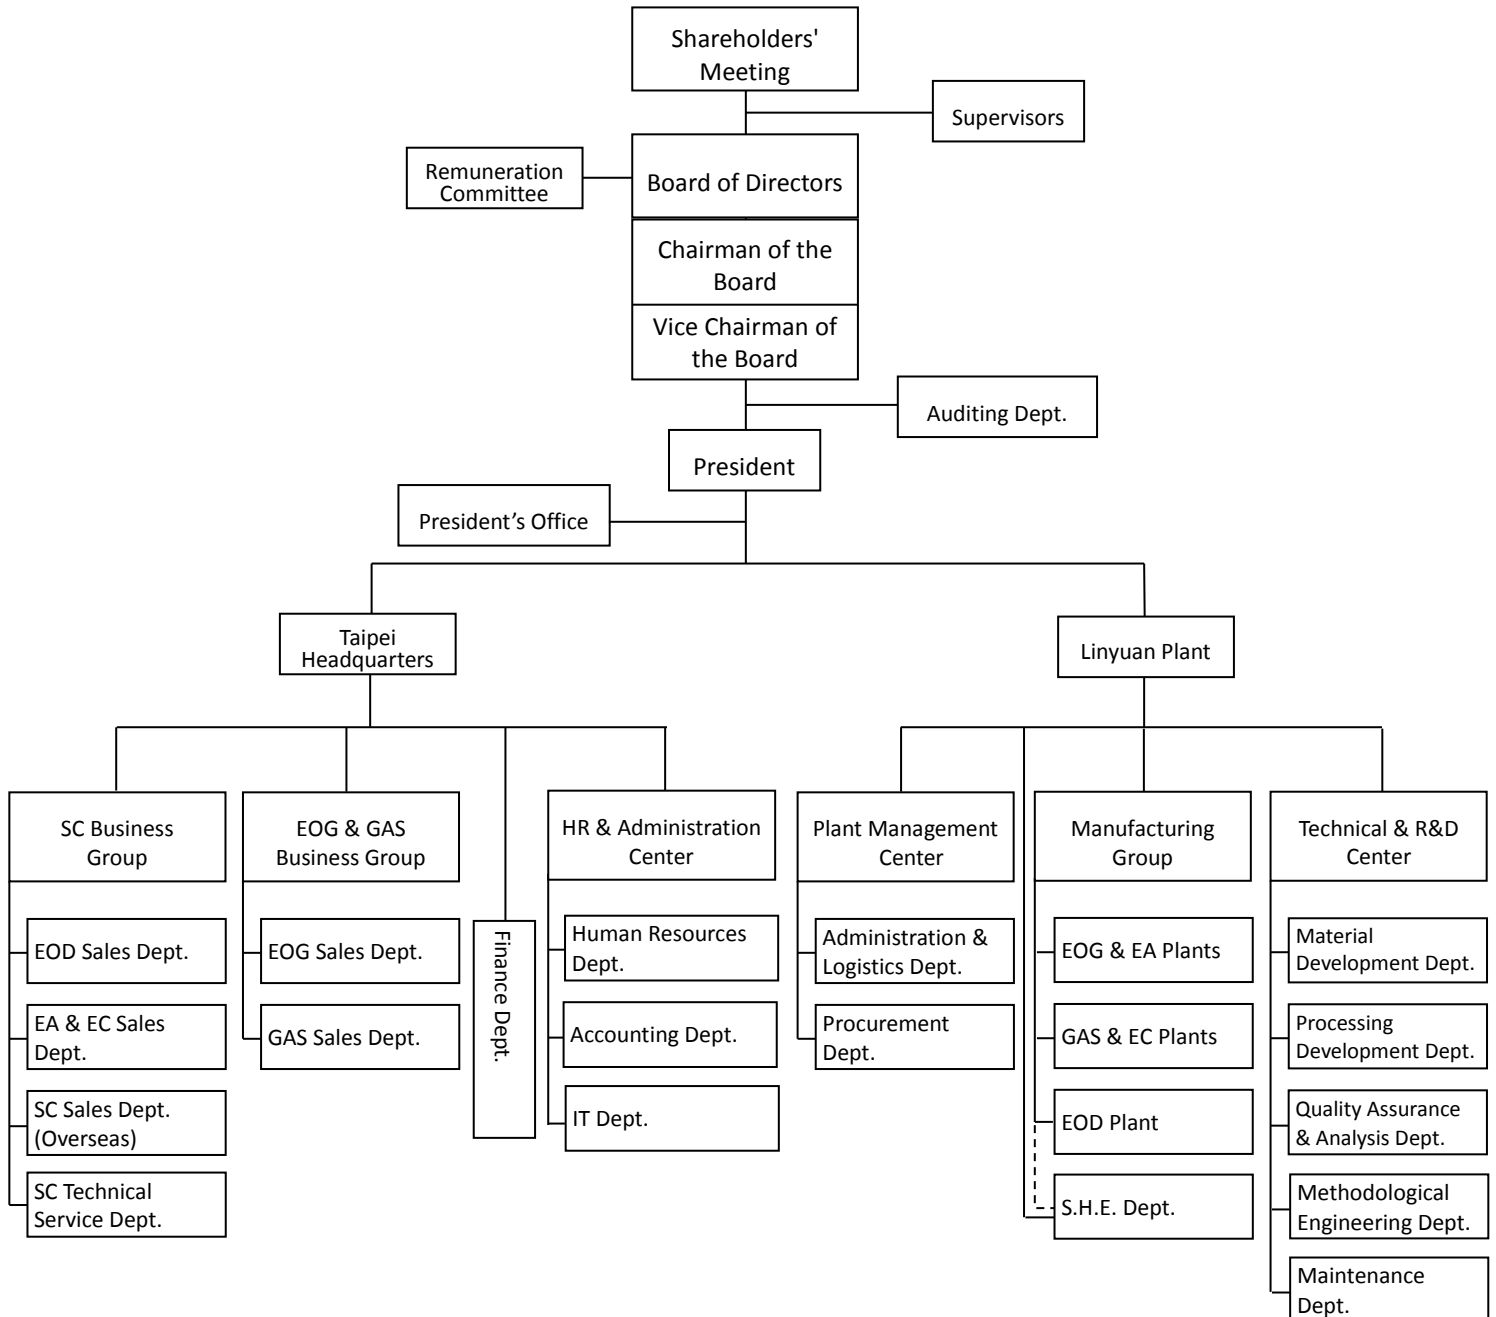 Shareholders'
Meeting
Supervisors
Remuneration
Committee
Board of Directors
Chairman of the
Board
Vice Chairman of
the Board
Auditing Dept.
President
President’s Office
Taipei
Headquarters
Linyuan Plant
SC Business
Group
EOG & GAS
Business Group
HR & Administration
Center
Plant Management
Center
Manufacturing
Group
Technical & R&D
Center
EOD Sales Dept.
EA & EC Sales
Dept.
SC Sales Dept.
(Overseas)
SC Technical
Service Dept.
EOG Sales Dept.
GAS Sales Dept.
Finance Dept.
Human Resources
Dept.
Accounting Dept.
IT Dept.
Administration &
Logistics Dept.
Procurement
Dept.
EOG & EA Plants
GAS & EC Plants
EOD Plant
S.H.E. Dept.
Material
Development Dept.
Processing
Development Dept.
Quality Assurance
& Analysis Dept.
Methodological
Engineering Dept.
Maintenance
Dept.